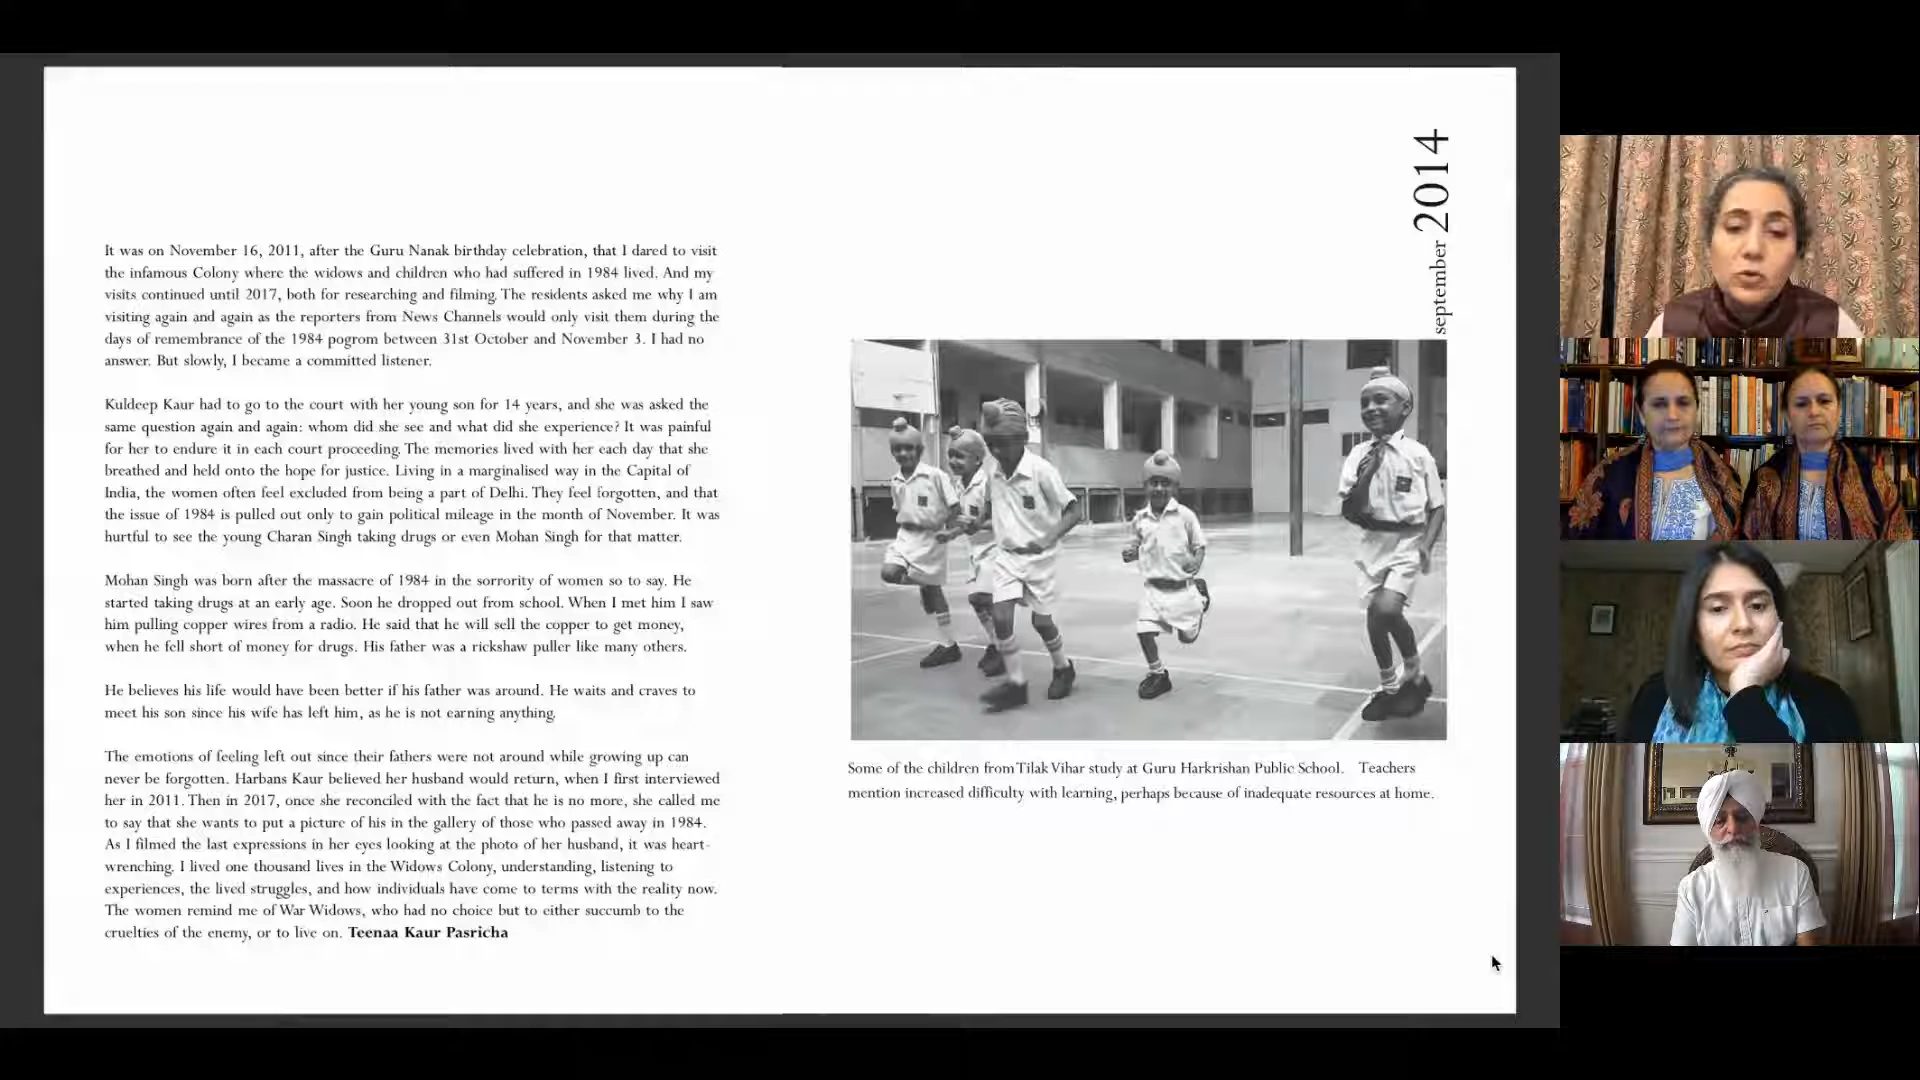 It was on November 16, 2011, after the Guru Nanak birthday celebration, that I dared to visit
the infamous Colony where the widows and children who had suffered in 1984 lived. And my
visits continued until 2017, both for researching and filming. The residents asked me why I am
visiting again and again as the reporters from News Channels would only visit them during the
days of remembrance of the 1984 pogrom between 31st October and November 3. I had no
answer. But slowly, I became a committed listener.
Kuldeep Kaur had to go to the court with her young son for 14 years, and she was asked the
same question again and again: whom did she see and what did she experience? It was painful
for her to endure it in each court proceeding. The memories lived with her each day that she
breathed and held onto the hope for justice. Living in a marginalised way in the Capital of
India, the women often feel excluded from being a part of Delhi. They feel forgotten, and that
the issue of 1984 is pulled out only to gain political mileage in the month of November. It was
hurtful to see the young Charan Singh taking drugs or even Mohan Singh for that matter.
Mohan Singh was born after the massacre of 1984 in the sorrority of women so to say. He
started taking drugs at an early age. Soon he dropped out from school. When I met him I saw
him pulling copper wires from a radio. He said that he will sell the copper to get money,
when he fell short of money for drugs. His father was a rickshaw puller like many others.
He believes his life would have been better if his father was around. He waits and craves to
meet his son since his wife has left him, as he is not earning anything.
The emotions of feeling left out since their fathers were not around while growing up can
never be forgotten. Harbans Kaur believed her husband would return, when I first interviewed
her in 2011. Then in 2017, once she reconciled with the fact that he is no more, she called me
to say that she wants to put a picture of his in the gallery of those who passed away in 1984.
As I filmed the last expressions in her eyes looking at the photo of her husband, it was heart-
wrenching. I lived one thousand lives in the Widows Colony, understanding, listening to
experiences, the lived struggles, and how individuals have come to terms with the reality now.
The women remind me of War Widows, who had no choice but to either succumb to the
cruelties of the enemy, or to live on. Teenaa Kaur Pasricha
september 2014
Some of the children from Tilak Vihar study at Guru Harkrishan Public School. Teachers
mention increased difficulty with learning, perhaps because of inadequate resources at home.